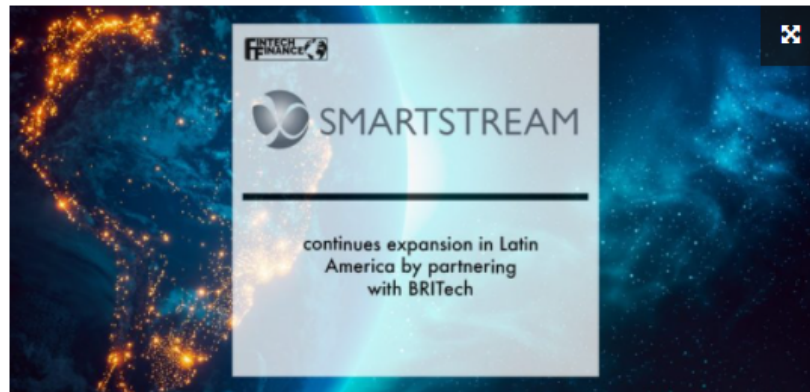 FINTECH
FINANCE
SMARTSTREAM
continues expansion in Latin
America by partnering
with BRITech